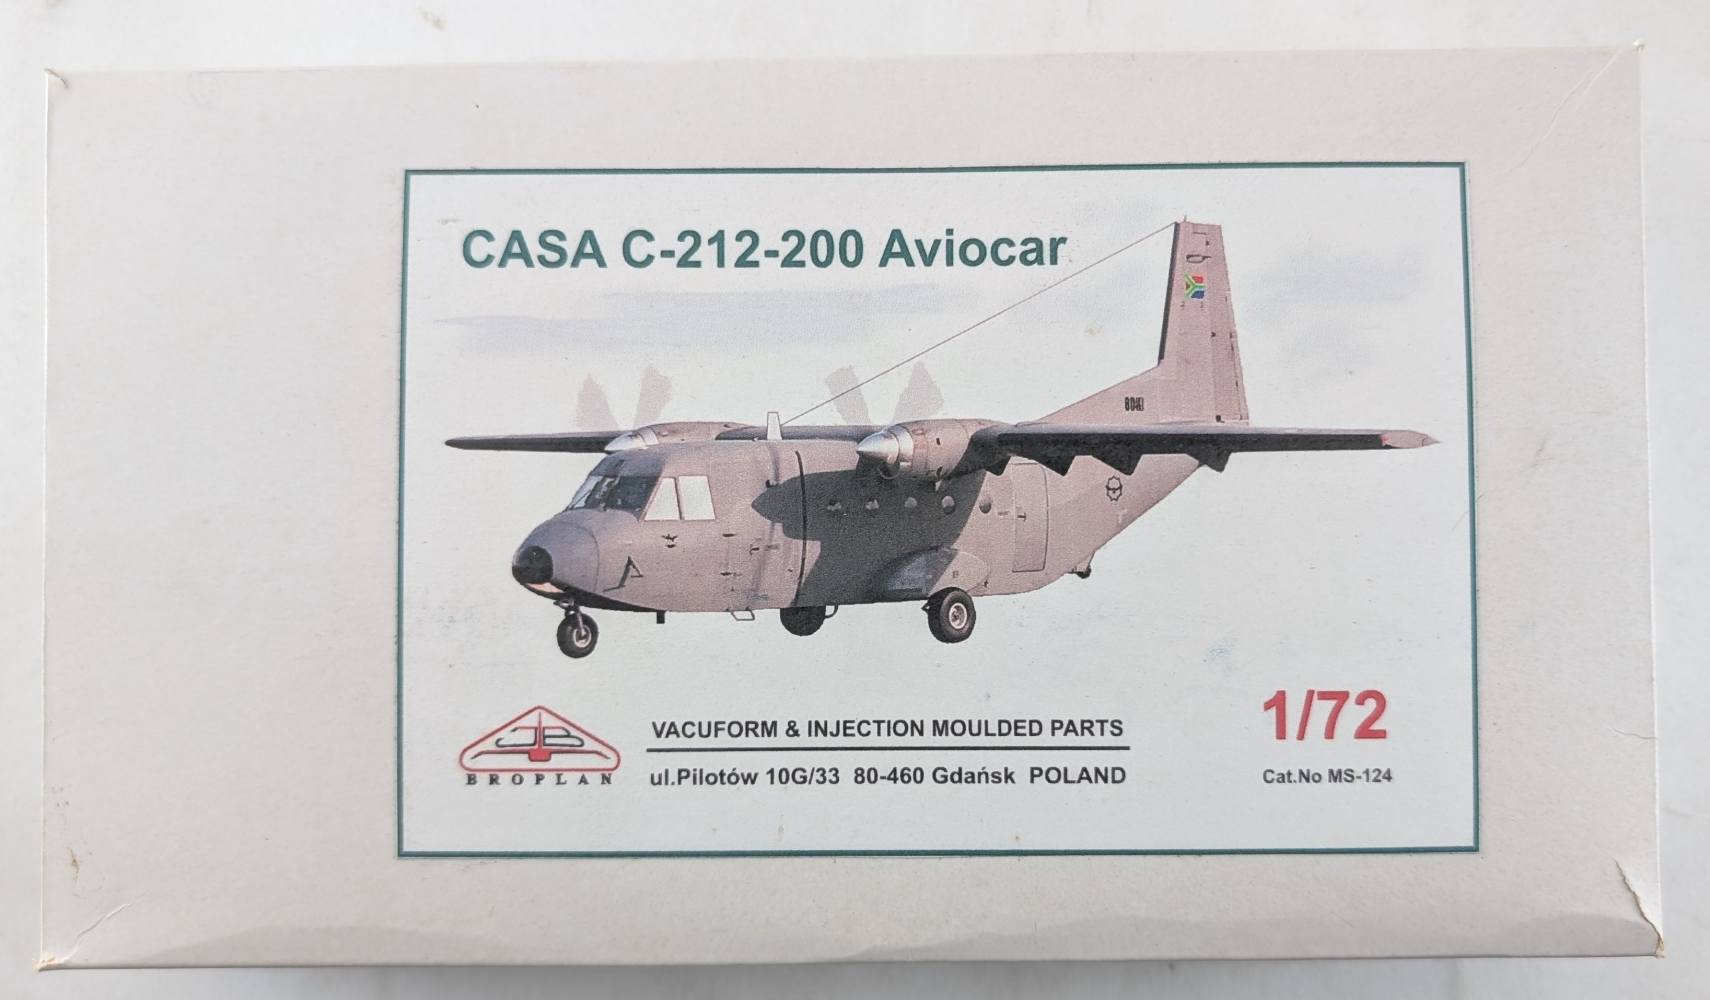 CASA C-212-200 Aviocar
VACUFORM & INJECTION MOULDED PARTS
1/72
BROPLAN
ul.Pilotów 10G/33 80-460 Gdańsk POLAND
Cat.No MS-124